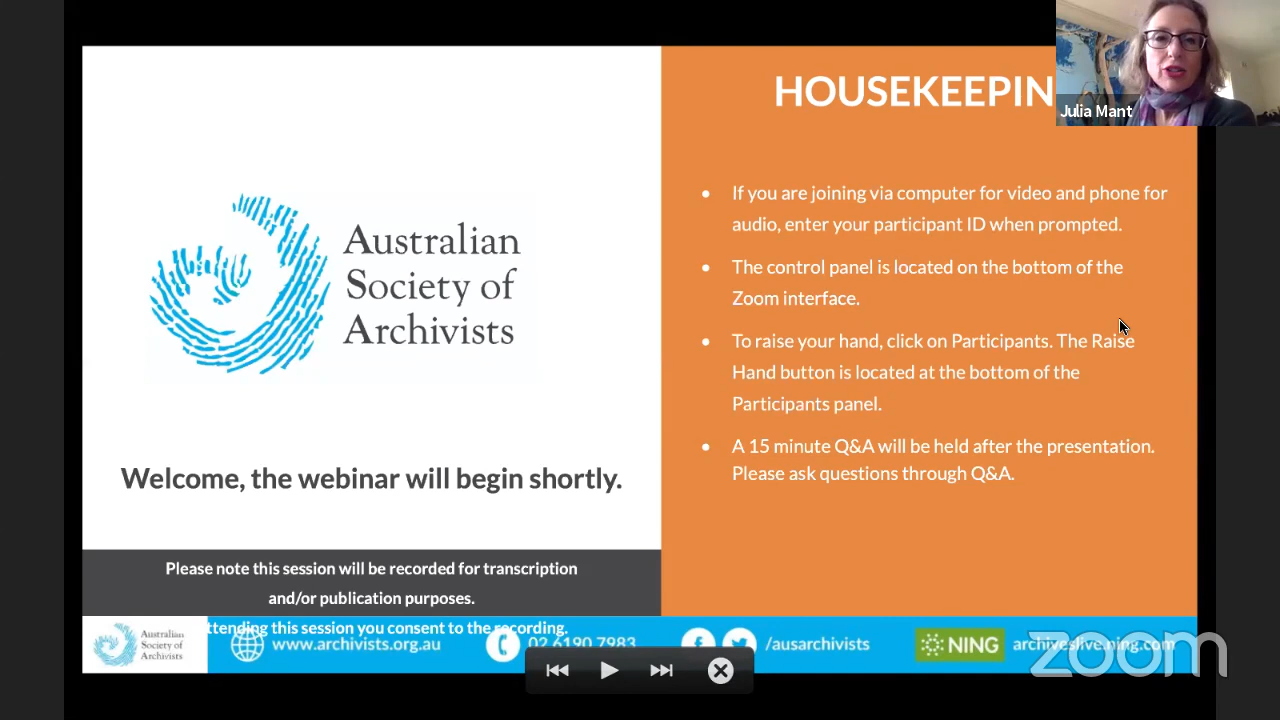 HOUSEKEEPIN
Julia Mant
If you are joining via computer for video and phone for
audio, enter your participant ID when prompted.
The control panel is located on the bottom of the
Zoom interface.
To raise your hand, click on Participants. The Raise
Hand button is located at the bottom of the
Participants panel.
A 15 minute Q&A will be held after the presentation.
Please ask questions through Q&A.
Australian
Society of
Archivists
Welcome, the webinar will begin shortly.
Please note this session will be recorded for transcription
and/or publication purposes.
ttending this session you consent to the recording.
Australian
Society of
Archivists
www.archivists.org.au
02 6190 7983
/ausarchivists
NING
archiveslive.ning.com
zoom